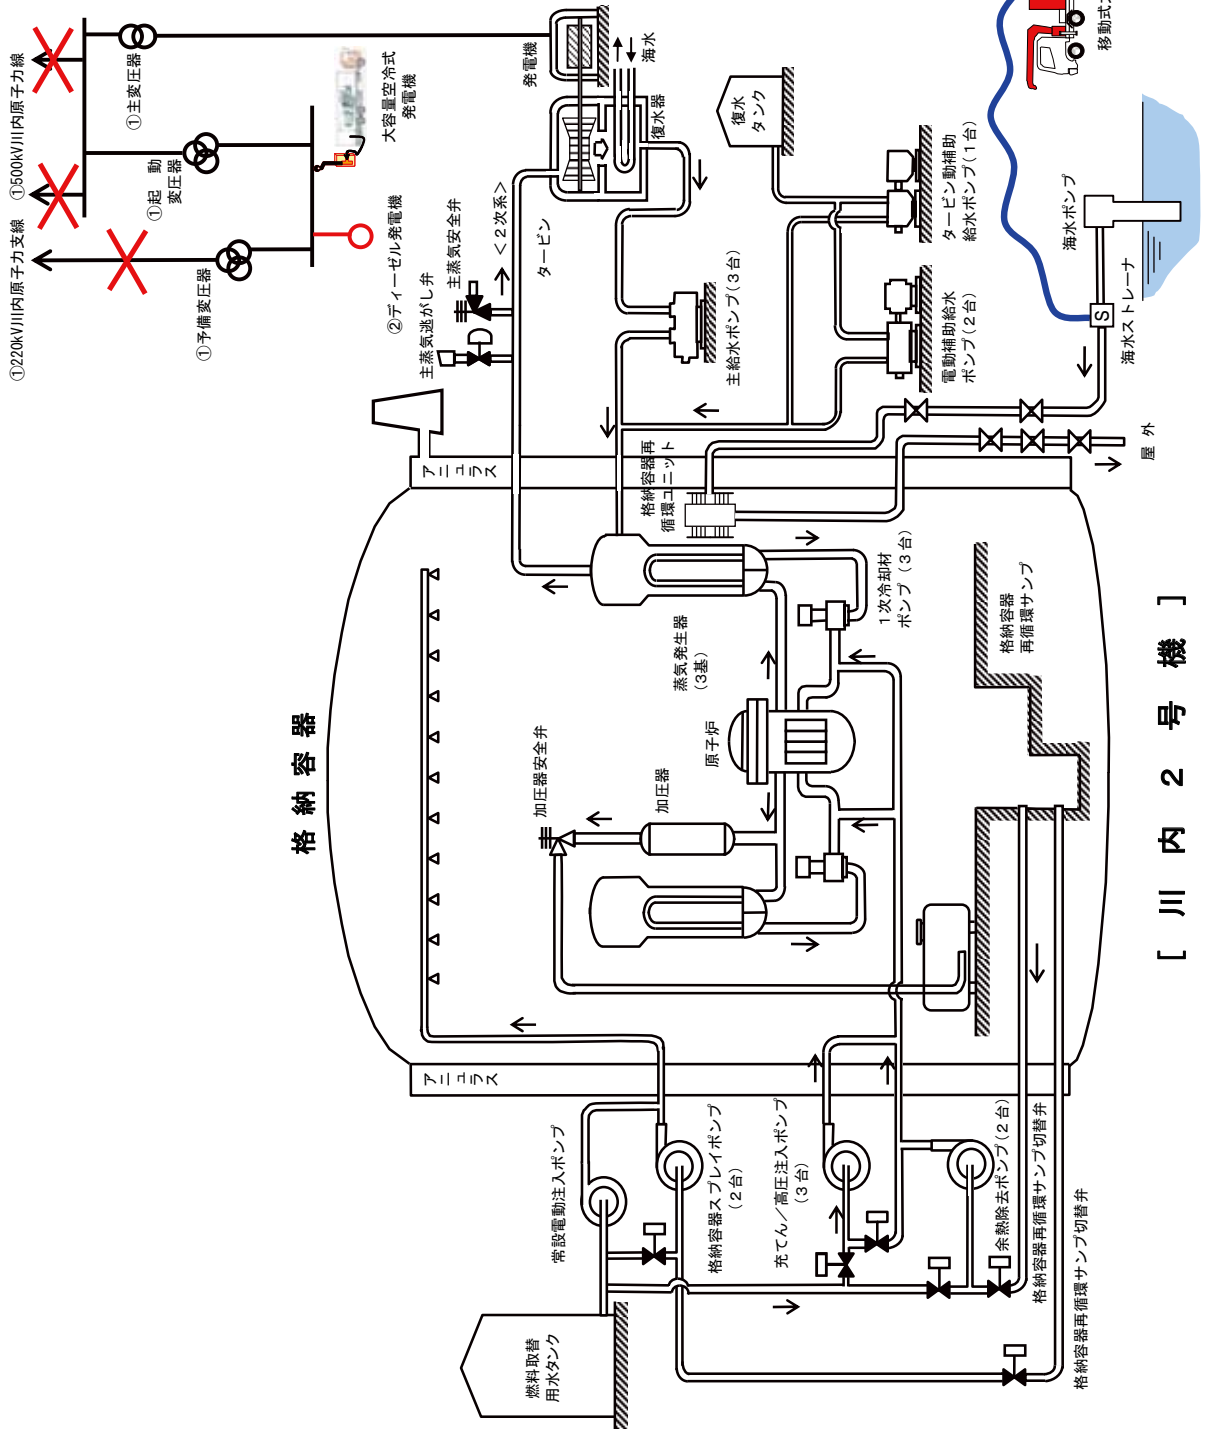 ①220kV川内原子力支線
①500kV川内原子力線
①主変圧器
①起動
変圧器
①予備変圧器
大容量空冷式
発電機
②ディーゼル発電機
発電機
海水
復水器
<2次系>
タービン
主蒸気安全弁
主蒸気逃がし弁
復水
タンク
主給水ポンプ(3台)
タービン動補助
給水ポンプ(1台)
電動補助給水
ポンプ(2台)
移動式
海水ポンプ
S
海水ストレーナ
屋外
アニュラス
格納容器再
循環ユニット
格納容器
蒸気発生器
(3基)
1次冷却材
ポンプ(3台)
格納容器
再循環サンプ
原子炉
加圧器
加圧器安全弁
アニュラス
常設電動注入ポンプ
格納容器スプレイポンプ
(2台)
充てん/高圧注入ポンプ
(3台)
余熱除去ポンプ(2台)
格納容器再循環サンプ切替弁
格納容器再循環サンプ切替弁
燃料取替
用水タンク
[川内2号機]